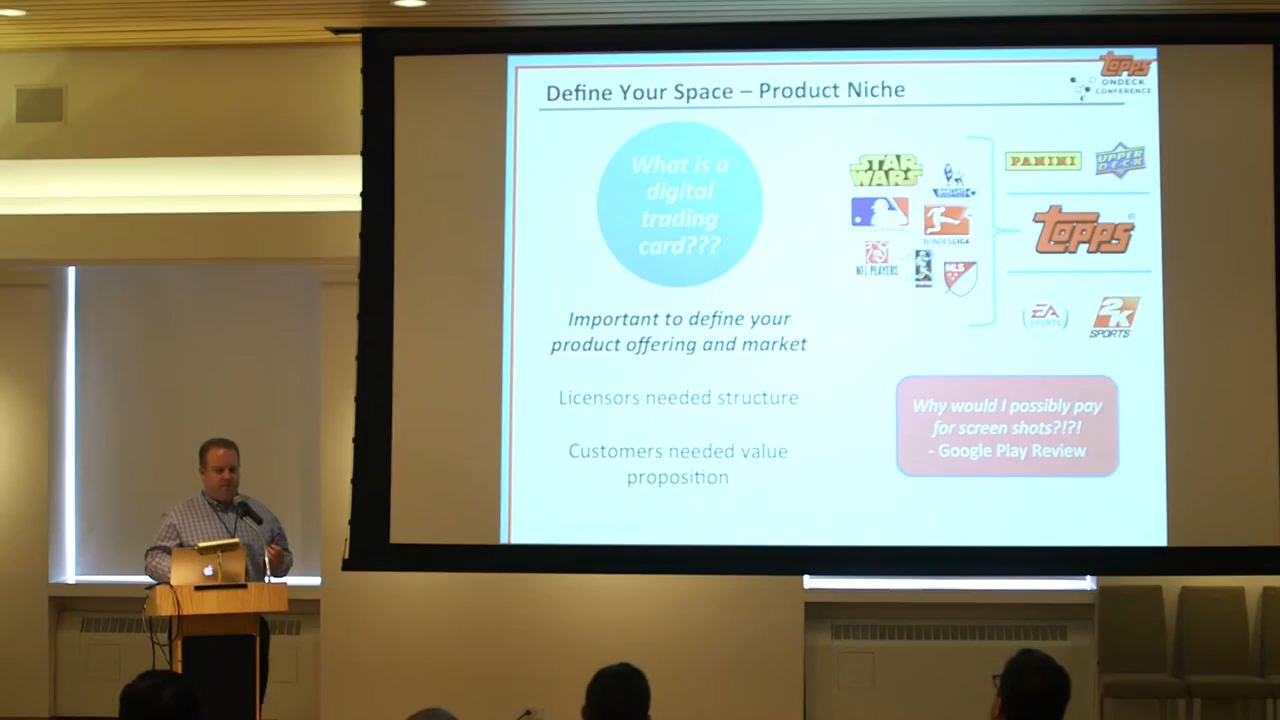 Define Your Space – Product Niche
Topps
ONDECK
CONFERENCE
What is a
digital
trading
card???
Important to define your
product offering and market
Licensors needed structure
Customers needed value
proposition
STAR
WARS
BARCLAYS
BUNDESLIGA
NFL PLAYERS
MLS
PANINI
UPPER
DECK
Topps
EA
SPORTS
2K
SPORTS
Why would I possibly pay
for screen shots?!?!
- Google Play Review